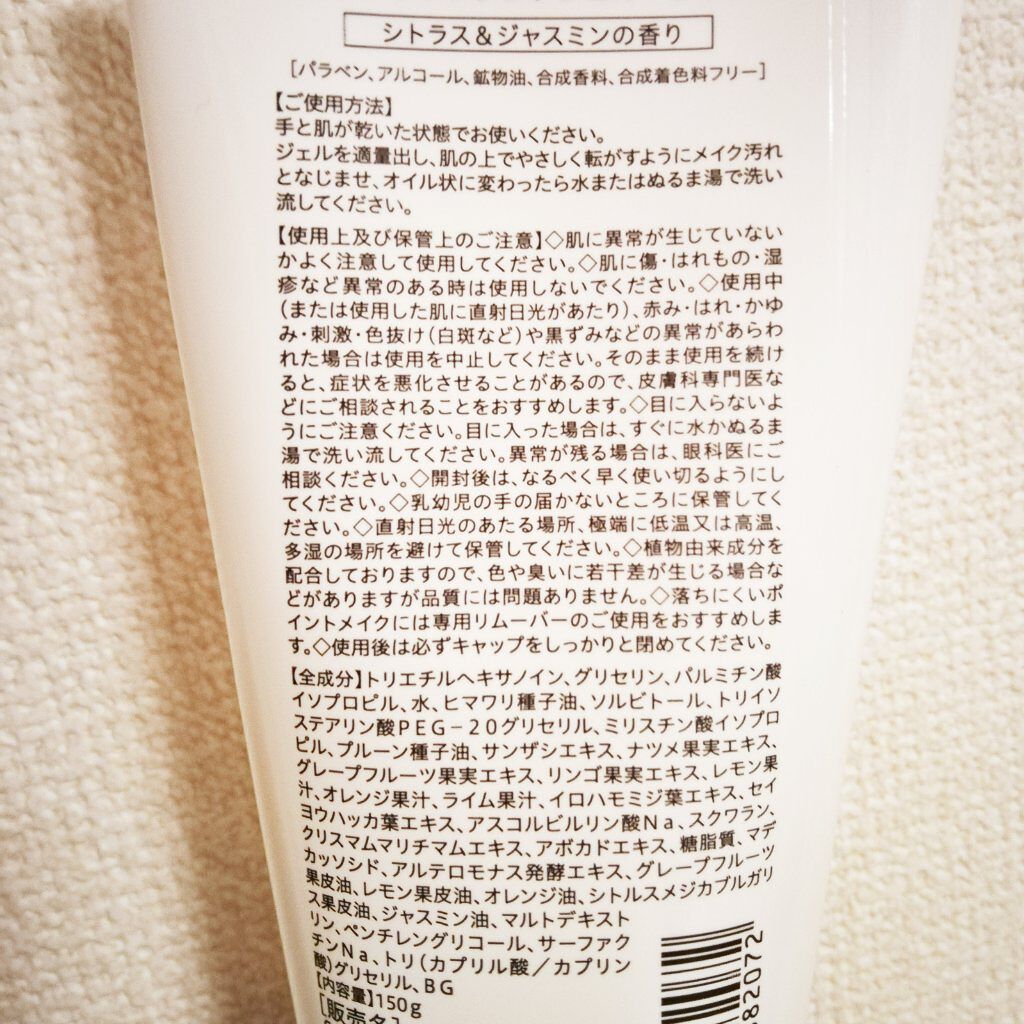 シトラス&ジャスミンの香り
[パラベン、アルコール、鉱物油、合成香料、合成着色料フリー]
【ご使用方法】
手と肌が乾いた状態でお使いください。
ジェルを適量出し、肌の上でやさしく転がすようにメイク汚れ
となじませ、オイル状に変わったら水またはぬるま湯で洗い
流してください。
【使用上及び保管上のご注意】◇肌に異常が生じていない
かよく注意して使用してください。◇肌に傷・はれもの・湿
疹など異常のある時は使用しないでください。◇使用中
(または使用した肌に直射日光があたり)、赤み・はれ・かゆ
み・刺激・色抜け(白斑など)や黒ずみなどの異常があらわ
れた場合は使用を中止してください。そのまま使用を続け
ると、症状を悪化させることがあるので、皮膚科専門医な
どにご相談されることをおすすめします。◇目に入らないよ
うにご注意ください。目に入った場合は、すぐに水かぬるま
湯で洗い流してください。異常が残る場合は、眼科医にご
相談ください。◇開封後は、なるべく早く使い切るようにし
てください。◇乳幼児の手の届かないところに保管してく
ださい。◇直射日光のあたる場所、極端に低温又は高温、
多湿の場所を避けて保管してください。◇植物由来成分を
配合しておりますので、色や臭いに若干差が生じる場合な
どがありますが品質には問題ありません。◇落ちにくいポ
イントメイクには専用リムーバーのご使用をおすすめしま
す。◇使用後は必ずキャップをしっかりと閉めてください。
【全成分】トリエチルヘキサノイン、グリセリン、パルミチン酸
イソプロピル、水、ヒマワリ種子油、ソルビトール、トリイソ
ステアリン酸PEG-20グリセリル、ミリスチン酸イソプロ
ピル、プルーン種子油、サンザシエキス、ナツメ果実エキス、
グレープフルーツ果実エキス、リンゴ果実エキス、レモン果
汁、オレンジ果汁、ライム果汁、イロハモミジ葉エキス、セイ
ヨウハッカ葉エキス、アスコルビルリン酸Na、スクワラン、
クリスマムマリチマムエキス、アボカドエキス、糖脂質、マデ
カッソシド、アルテロモナス発酵エキス、グレープフルーツ
果皮油、レモン果皮油、オレンジ油、シトルスメジカブルガリ
ス果皮油、ジャスミン油、マルトデキスト
リン、ペンチレングリコール、サーファク
チンNa、トリ(カプリル酸/カプリン
酸)グリセリル、BG
【内容量】150g
[販売名]
82072